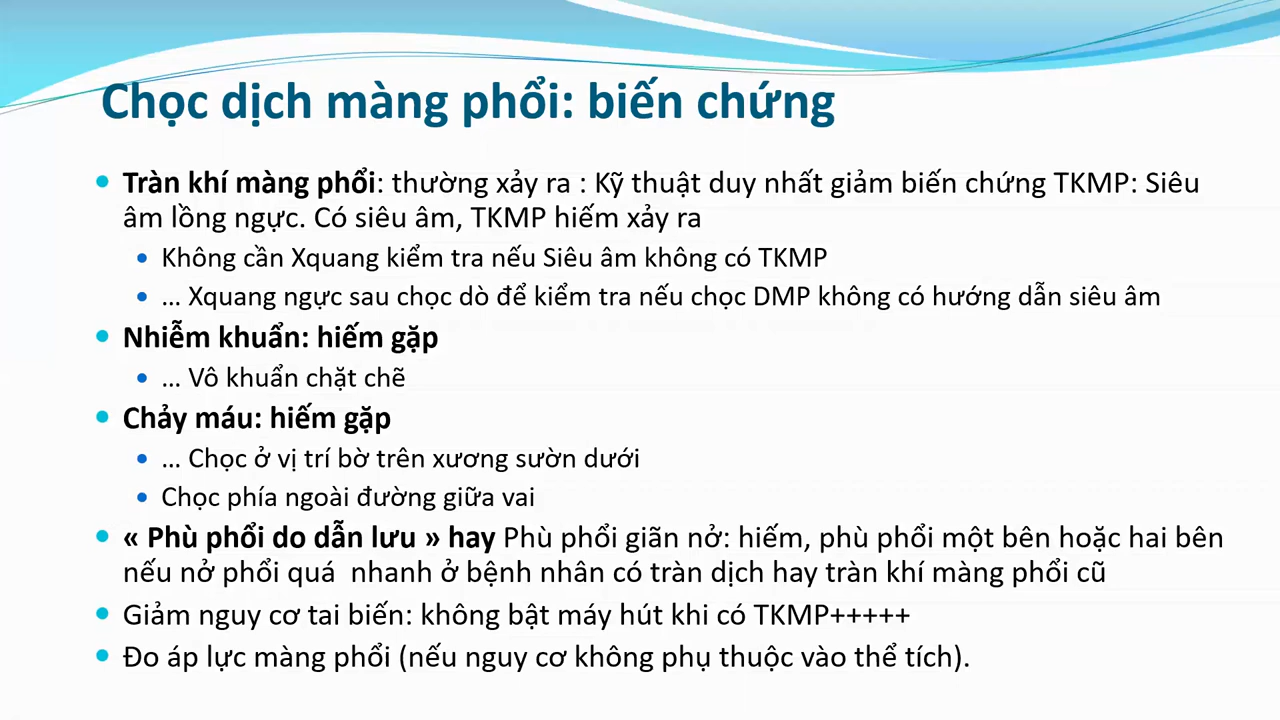 Chọc dịch màng phổi: biến chứng
Tràn khí màng phổi: thường xảy ra : Kỹ thuật duy nhất giảm biến chứng TKMP: Siêu
âm lồng ngực. Có siêu âm, TKMP hiếm xảy ra
Không cần Xquang kiểm tra nếu Siêu âm không có TKMP
... Xquang ngực sau chọc dò để kiểm tra nếu chọc DMP không có hướng dẫn siêu âm
Nhiễm khuẩn: hiếm gặp
... Vô khuẩn chặt chẽ
Chảy máu: hiếm gặp
... Chọc ở vị trí bờ trên xương sườn dưới
Chọc phía ngoài đường giữa vai
« Phù phổi do dẫn lưu » hay Phù phổi giãn nở: hiếm, phù phổi một bên hoặc hai bên
nếu nở phổi quá  nhanh ở bệnh nhân có tràn dịch hay tràn khí màng phổi cũ
Giảm nguy cơ tai biến: không bật máy hút khi có TKMP+++++
Đo áp lực màng phổi (nếu nguy cơ không phụ thuộc vào thể tích).